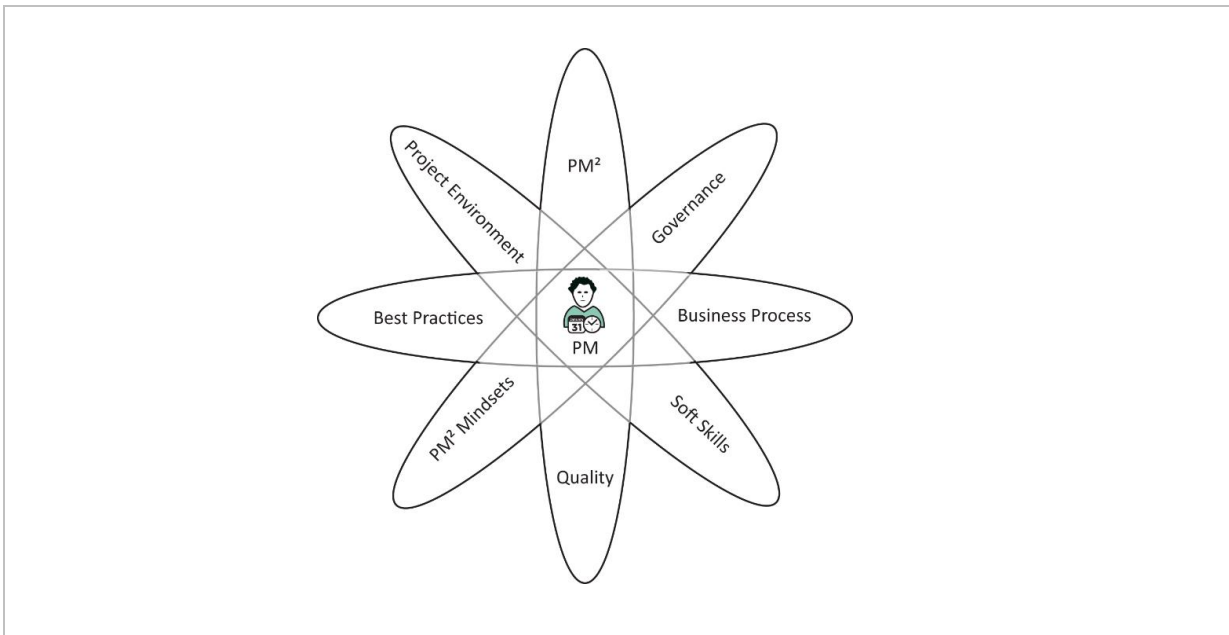 PM²
Project Environment
Governance
Best Practices
31
PM
Business Process
PM² Mindsets
Soft Skills
Quality